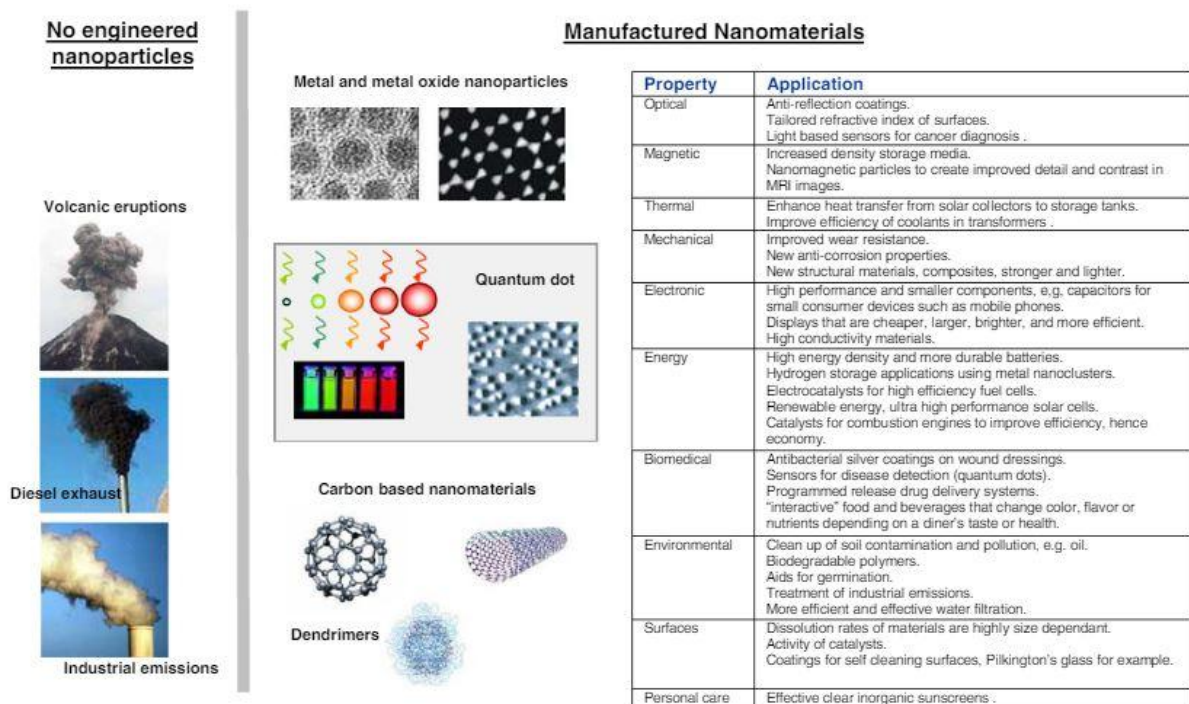 No engineered
nanoparticles
Volcanic eruptions
Diesel exhaust
Industrial emissions
Manufactured Nanomaterials
Metal and metal oxide nanoparticles
Quantum dot
Carbon based nanomaterials
Dendrimers
Property Application
Optical Anti-reflection coatings.
Tailored refractive index of surfaces.
Light based sensors for cancer diagnosis .
Magnetic Increased density storage media.
Nanomagnetic particles to create improved detail and contrast in
MRI images.
Thermal Enhance heat transfer from solar collectors to storage tanks.
Improve efficiency of coolants in transformers .
Mechanical Improved wear resistance.
New anti-corrosion properties.
New structural materials, composites, stronger and lighter.
Electronic High performance and smaller components, e,g, capacitors for
small consumer devices such as mobile phones.
Displays that are cheaper, larger, brighter, and more efficient.
High conductivity materials.
Energy High energy density and more durable batteries.
Hydrogen storage applications using metal nanoclusters.
Electrocatalysts for high efficiency fuel cells.
Renewable energy, ultra high performance solar cells.
Catalysts for combustion engines to improve efficiency, hence
economy.
Biomedical Antibacterial silver coatings on wound dressings.
Sensors for disease detection (quantum dots).
Programmed release drug delivery systems.
“interactive” food and beverages that change color, flavor or
nutrients depending on a diner’s taste or health.
Environmental Clean up of soil contamination and pollution, e.g. oil.
Biodegradable polymers.
Aids for germination.
Treatment of industrial emissions.
More efficient and effective water filtration.
Surfaces Dissolution rates of materials are highly size dependant.
Activity of catalysts.
Coatings for self cleaning surfaces, Pilkington’s glass for example.
Personal care Effective clear inorganic sunscreens .